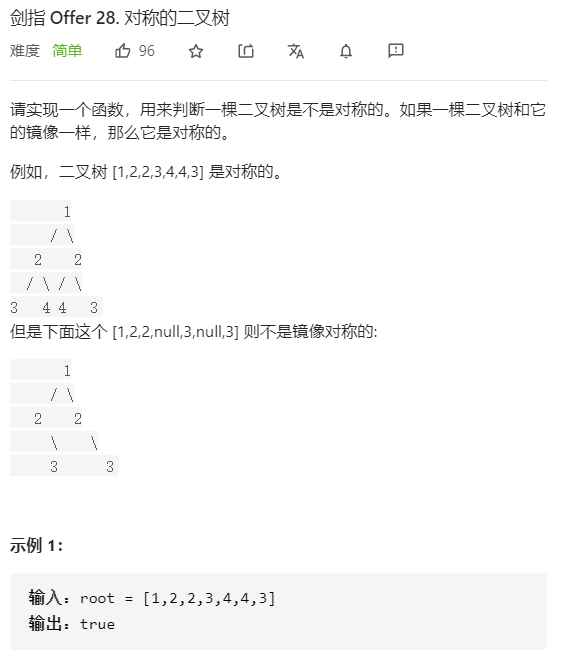 剑指 Offer 28. 对称的二叉树
难度 简单 96
请实现一个函数，用来判断一棵二叉树是不是对称的。如果一棵二叉树和它
的镜像一样，那么它是对称的。
例如，二叉树 [1,2,2,3,4,4,3] 是对称的。
1
/ \
2 2
/ \ / \
3 4 4 3
但是下面这个 [1,2,2,null,3,null,3] 则不是镜像对称的:
1
/ \
2 2
\ \
3 3
示例 1：
输入：root = [1,2,2,3,4,4,3]
输出：true